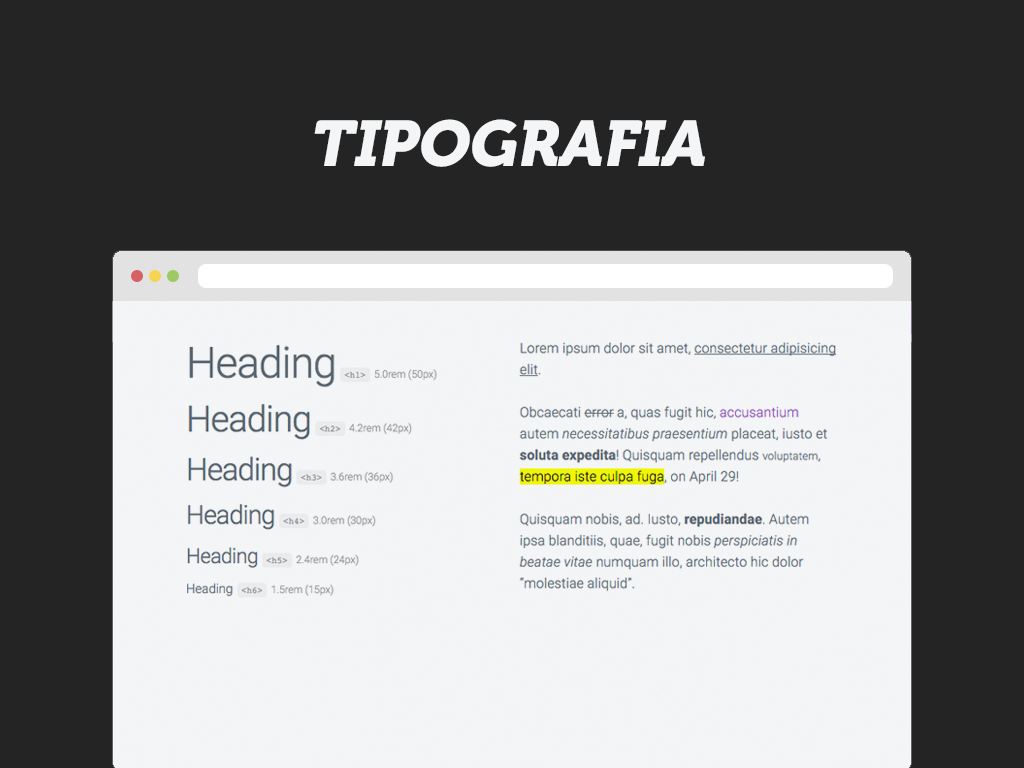 TIPOGRAFIA
Heading <h1> 5.0rem (50px)
Heading <h2> 4.2rem (42px)
Heading <h3> 3.6rem (36px)
Heading <h4> 3.0rem (30px)
Heading <h5> 2.4rem (24px)
Heading <h6> 1.5rem (15px)
Lorem ipsum dolor sit amet, consectetur adipisicing
elit.
Obcaecati error a, quas fugit hic, accusantium
autem necessitatibus praesentium placeat, iusto et
soluta expedita! Quisquam repellendus voluptatem,
tempora iste culpa fuga, on April 29!
Quisquam nobis, ad. Iusto, repudiandae. Autem
ipsa blanditiis, quae, fugit nobis perspiciatis in
beatae vitae numquam illo, architecto hic dolor
“molestiae aliquid”.